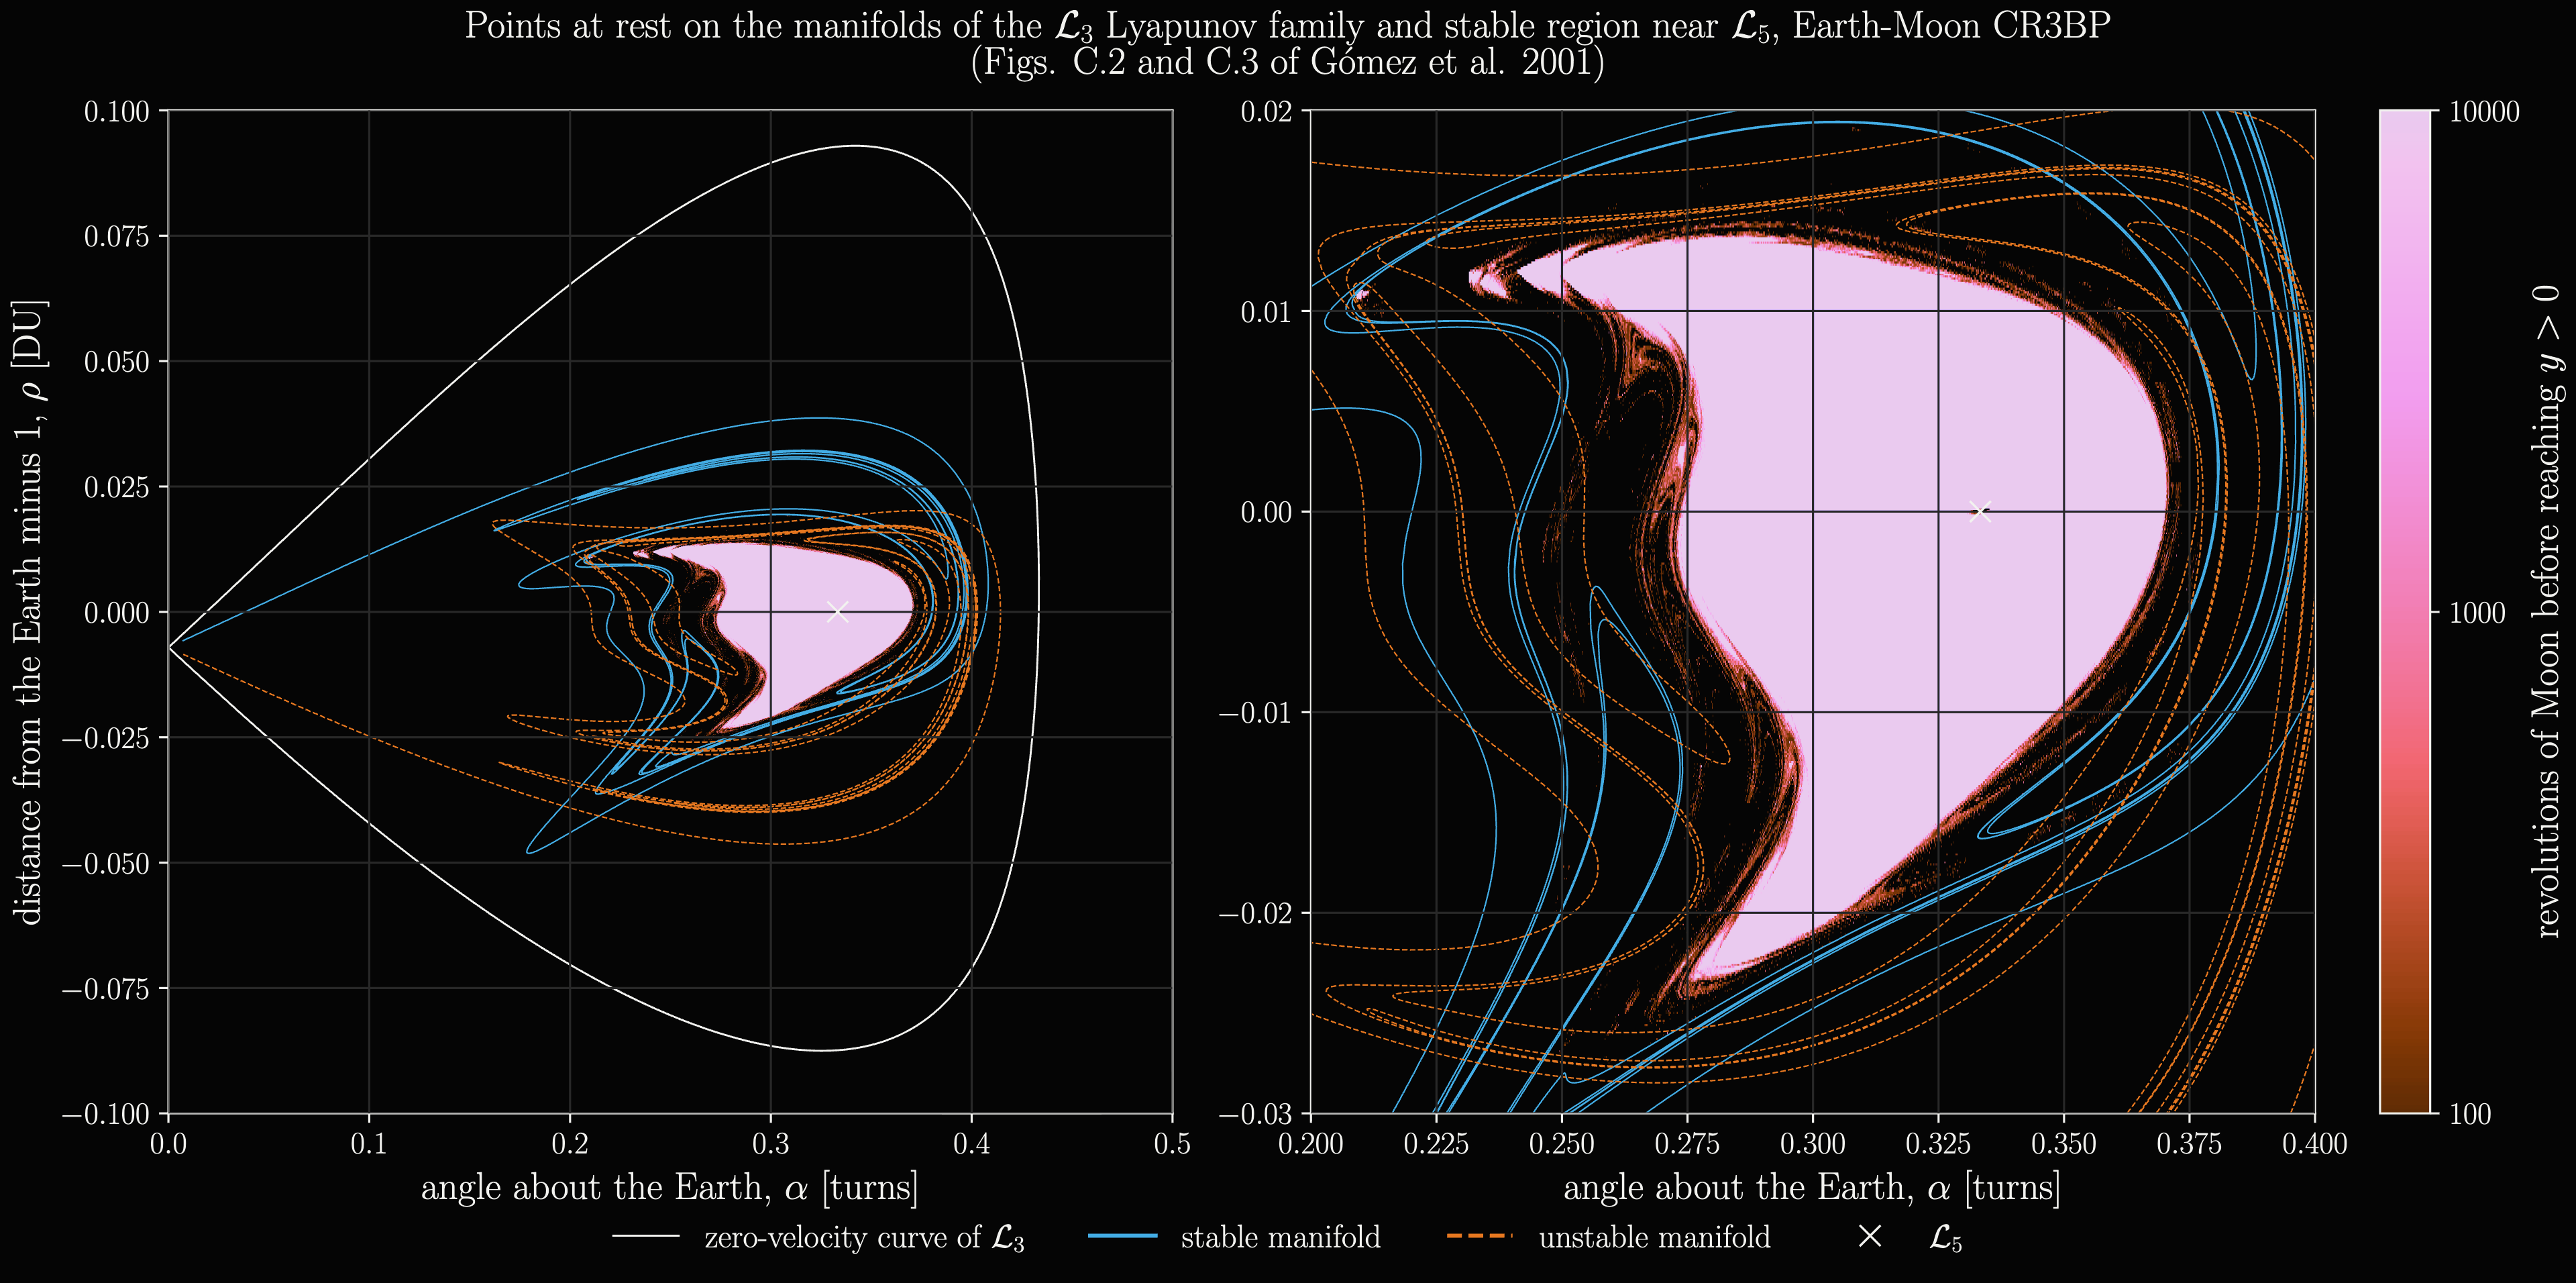 Points at rest on the manifolds of the ℒ₃ Lyapunov family and stable region near ℒ₅, Earth-Moon CR3BP
(Figs. C.2 and C.3 of Gómez et al. 2001)
distance from the Earth minus 1, ρ [DU]
0.100
0.075
0.050
0.025
0.000
−0.025
−0.050
−0.075
−0.100
0.0 0.1 0.2 0.3 0.4 0.5
angle about the Earth, α [turns]
0.02
0.01
0.00
−0.01
−0.02
−0.03
0.200 0.225 0.250 0.275 0.300 0.325 0.350 0.375 0.400
angle about the Earth, α [turns]
10000
1000
100
revolutions of Moon before reaching y > 0
zero-velocity curve of ℒ₃ stable manifold unstable manifold ℒ₅